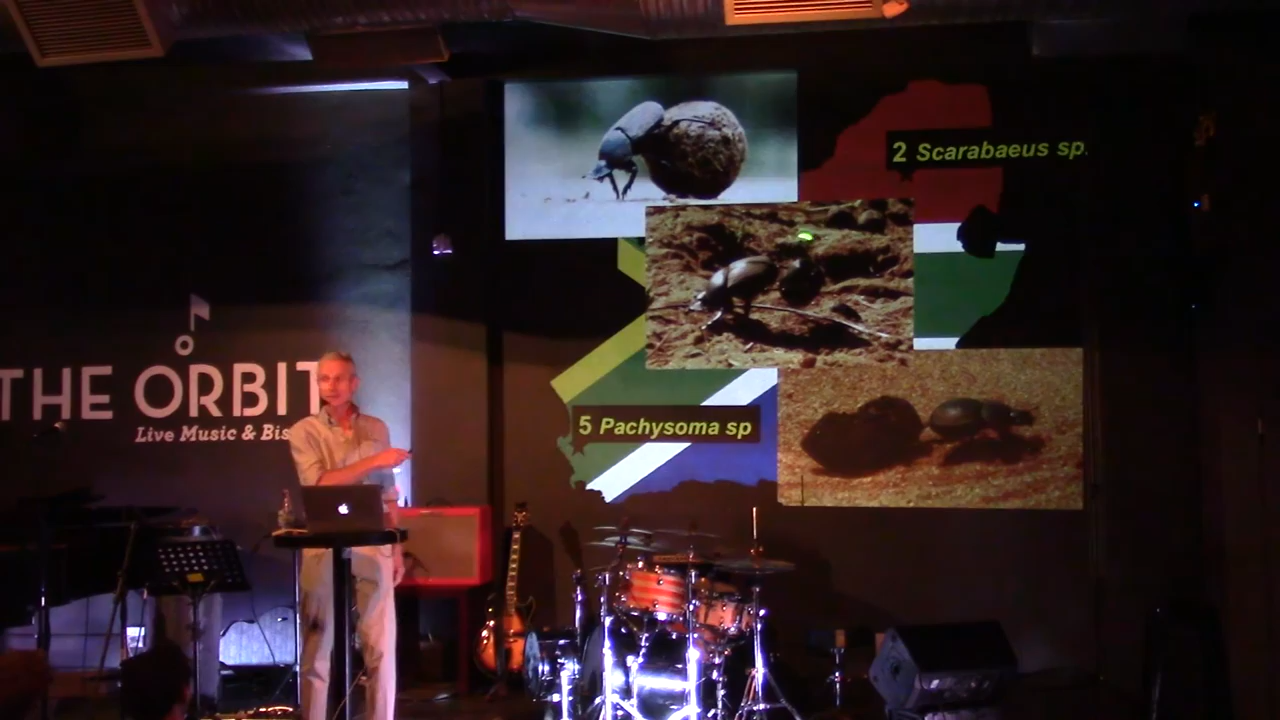 THE ORBIT
Live Music & Bis
2 Scarabaeus sp.
5 Pachysoma sp